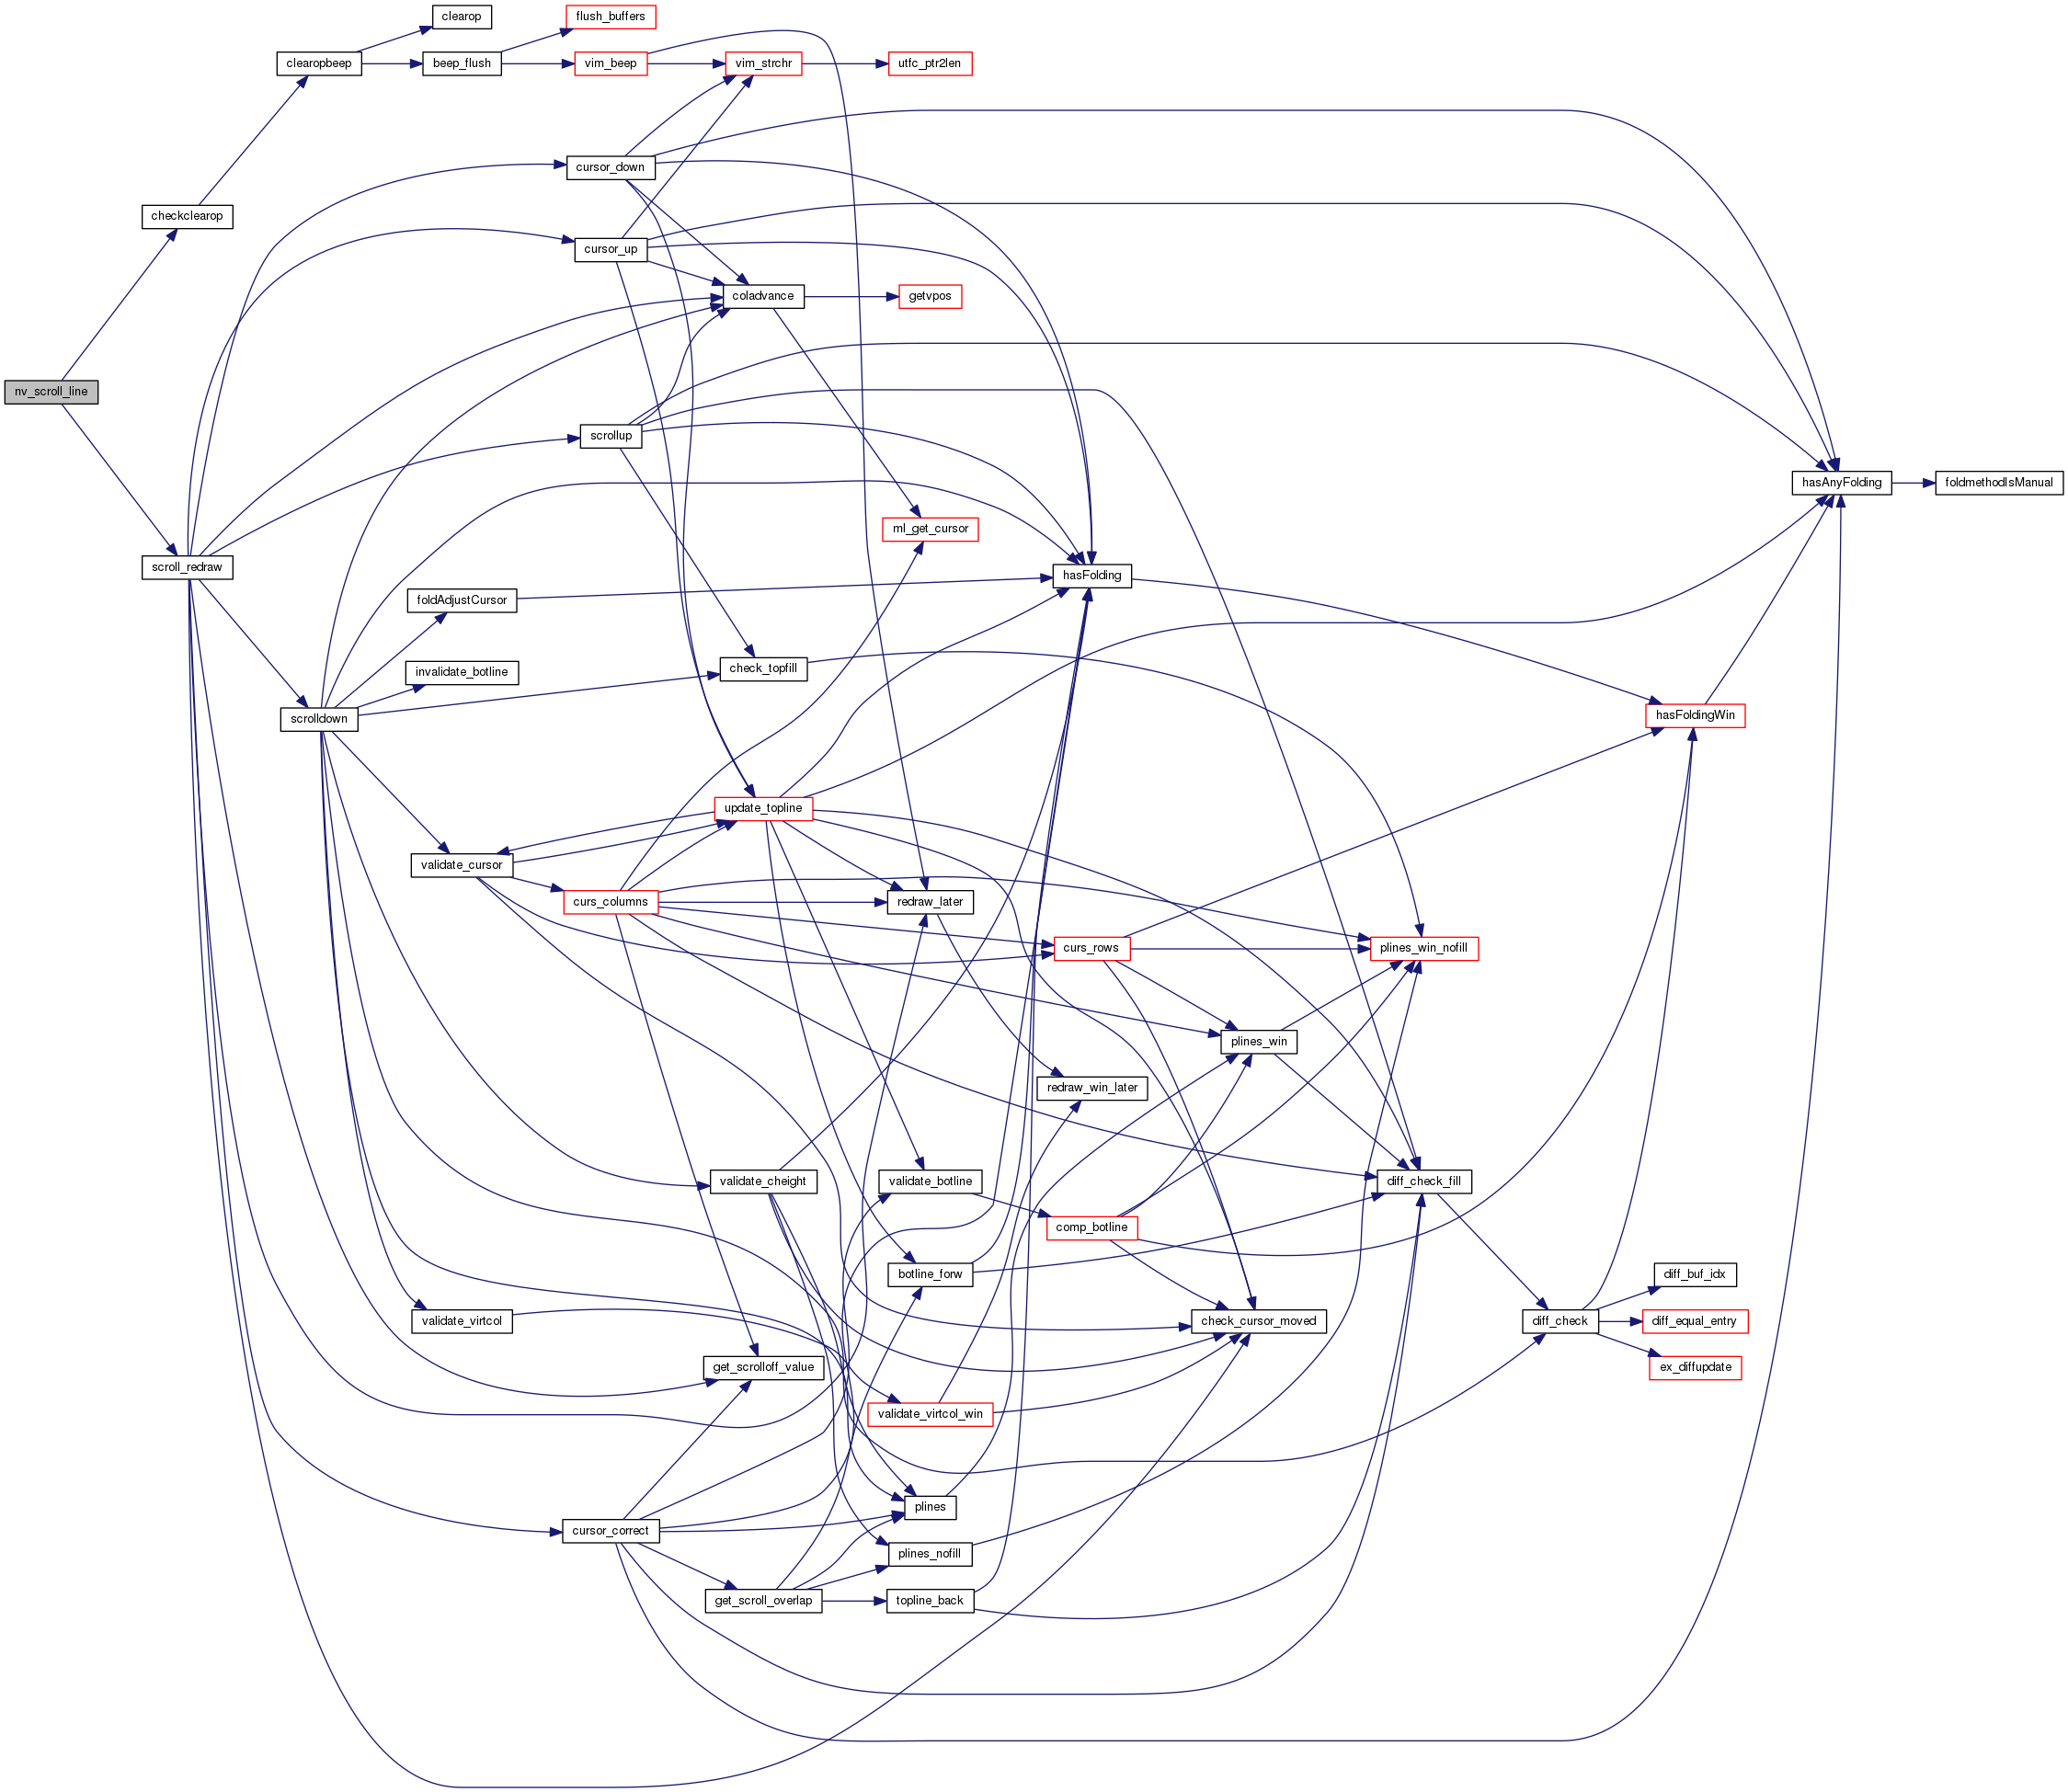 clearop
flush_buffers
clearopbeep
beep_flush
vim_beep
vim_strchr
utfc_ptr2len
cursor_down
checkclearop
cursor_up
coladvance
getvpos
nv_scroll_line
scrollup
hasAnyFolding
foldmethodIsManual
ml_get_cursor
scroll_redraw
hasFolding
foldAdjustCursor
invalidate_botline
check_topfill
scrolldown
hasFoldingWin
update_topline
validate_cursor
curs_columns
redraw_later
curs_rows
plines_win_nofill
plines_win
redraw_win_later
validate_cheight
validate_botline
diff_check_fill
comp_botline
botline_forw
diff_buf_idx
validate_virtcol
check_cursor_moved
diff_check
diff_equal_entry
get_scrolloff_value
ex_diffupdate
validate_virtcol_win
plines
cursor_correct
plines_nofill
get_scroll_overlap
topline_back